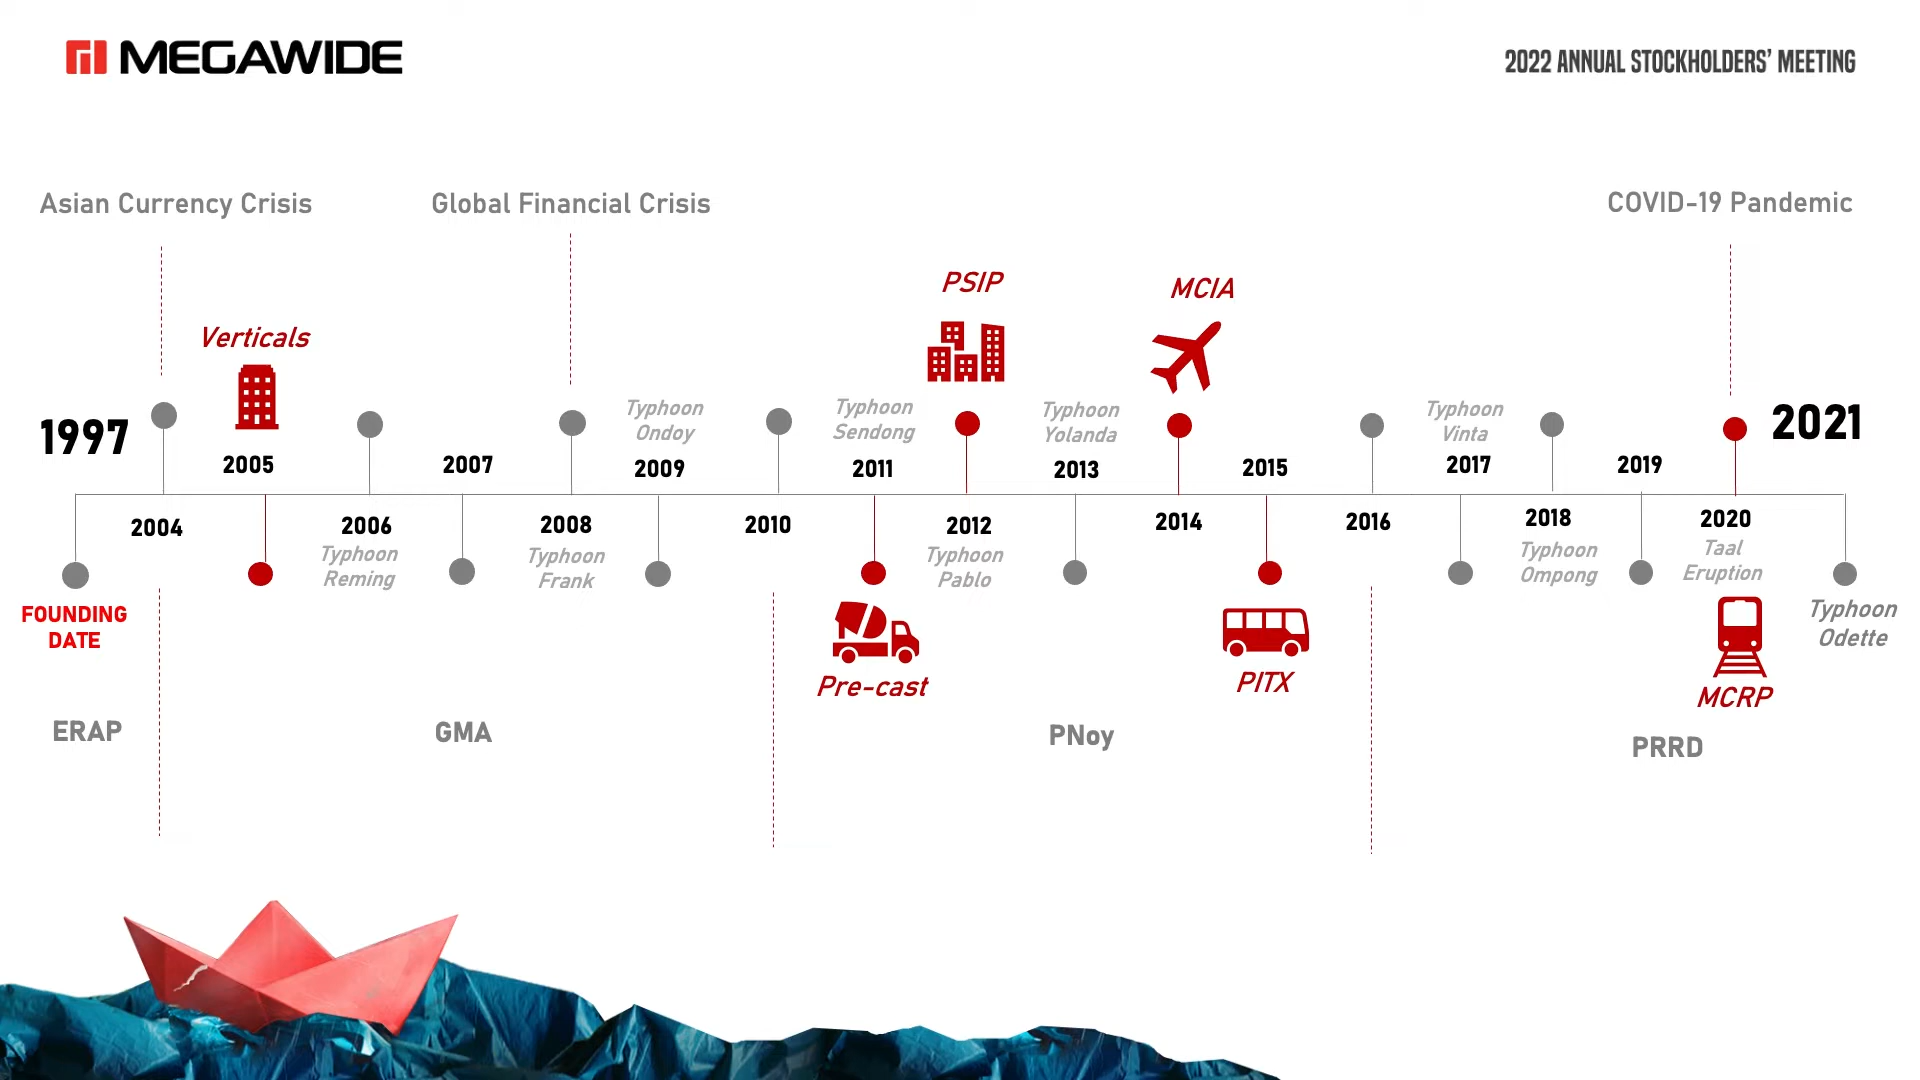 MEGAWIDE
2022 ANNUAL STOCKHOLDERS' MEETING
Asian Currency Crisis
Global Financial Crisis
COVID-19 Pandemic
PSIP
MCIA
Verticals
Typhoon
Ondoy
Typhoon
Sendong
Typhoon
Yolanda
Typhoon
Vinta
1997
2021
2005
2007
2009
2011
2013
2015
2017
2019
2004
2006
2008
2010
2012
2014
2016
2018
2020
Typhoon
Reming
Typhoon
Frank
Typhoon
Pablo
Typhoon
Ompong
Taal
Eruption
FOUNDING
DATE
Typhoon
Odette
Pre-cast
PITX
MCRP
ERAP
GMA
PNoy
PRRD